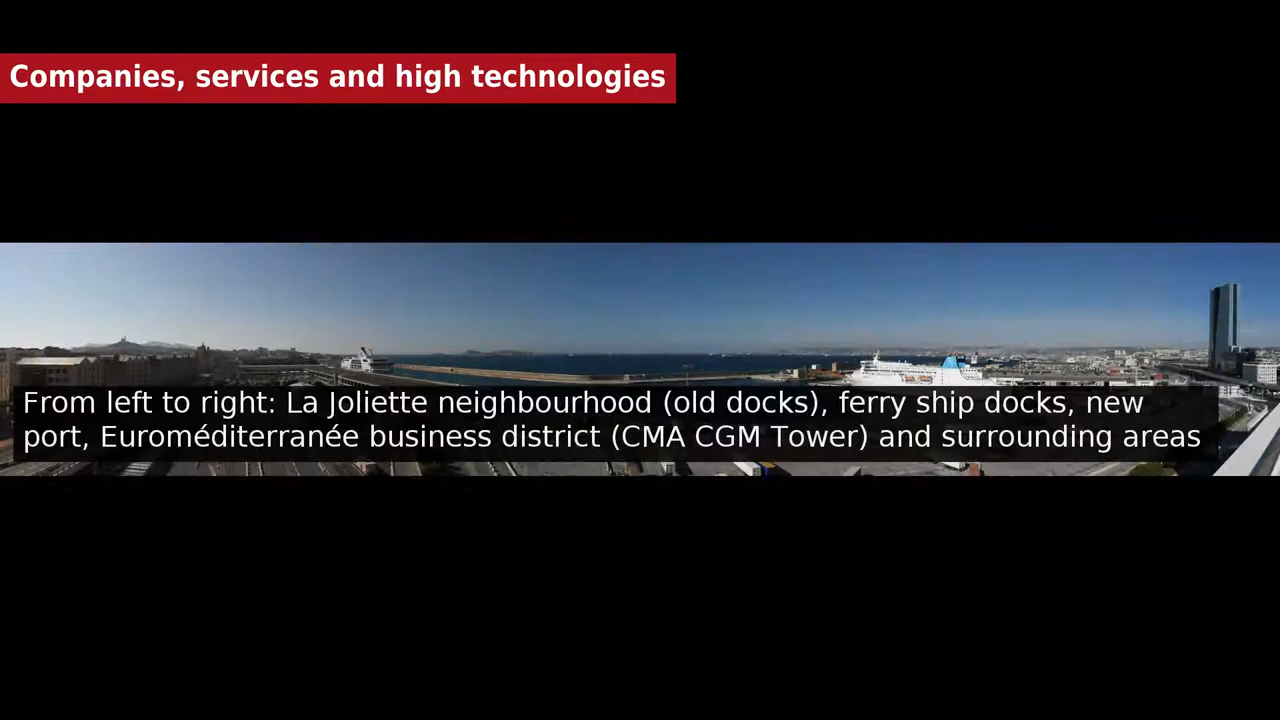 Companies, services and high technologies
From left to right: La Joliette neighbourhood (old docks), ferry ship docks, new
port, Euroméditerranée business district (CMA CGM Tower) and surrounding areas